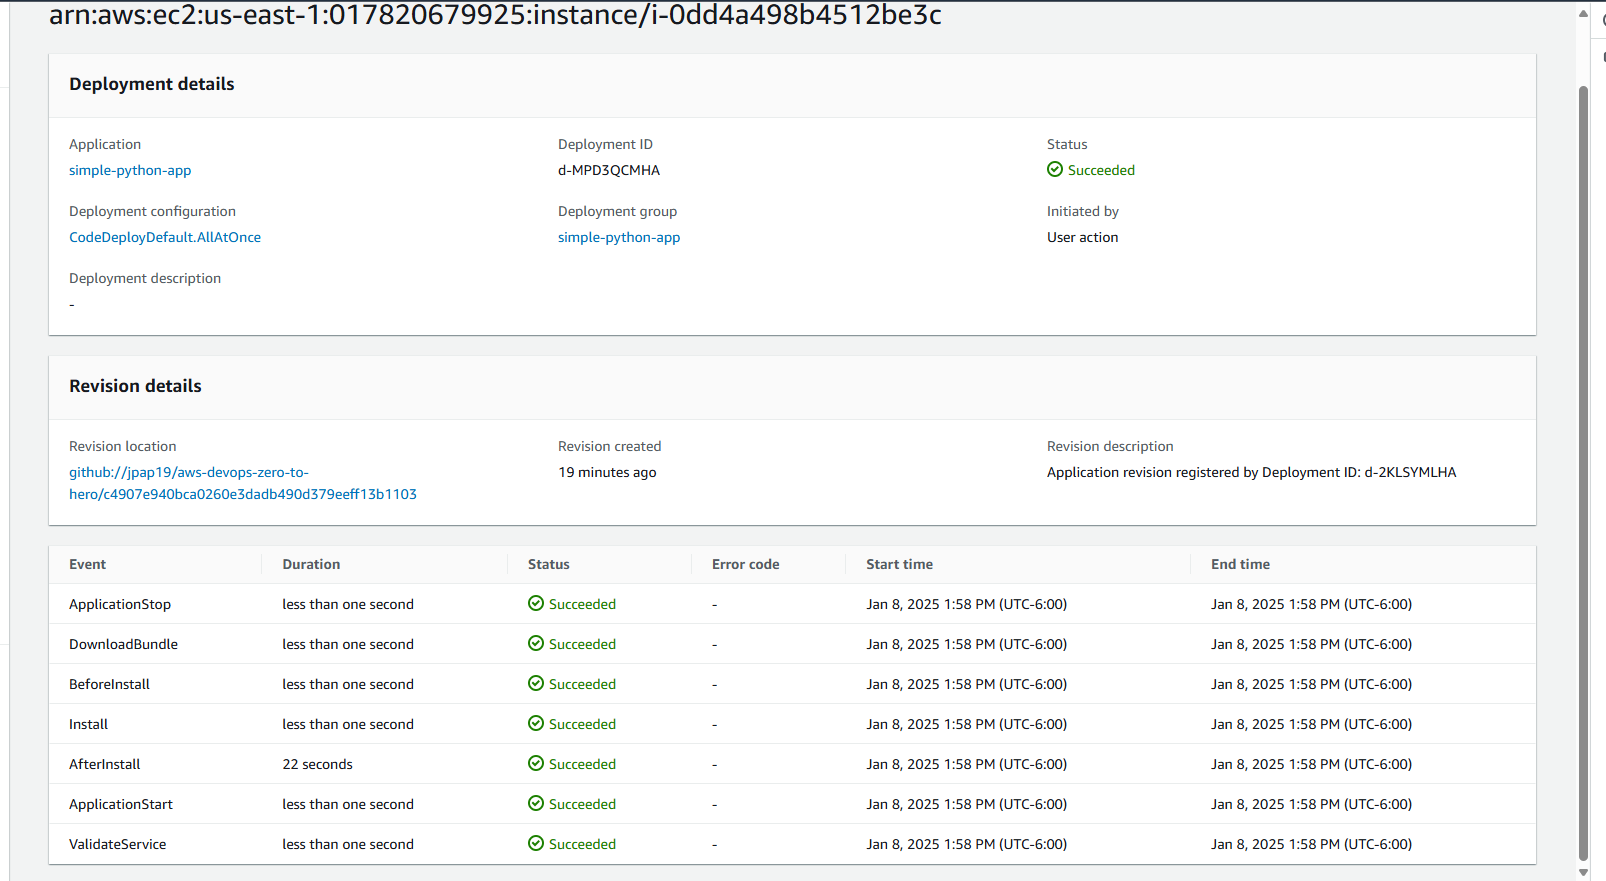 arn:aws:ec2:us-east-1:017820679925:instance/i-0dd4a498b4512be3c
Deployment details
Application
simple-python-app
Deployment ID
d-MPD3QCMHA
Status
Succeeded
Deployment configuration
CodeDeployDefault.AllAtOnce
Deployment group
simple-python-app
Initiated by
User action
Deployment description
-
Revision details
Revision location
github://jpap19/aws-devops-zero-to-
hero/c4907e940bca0260e3dadb490d379eeff13b1103
Revision created
19 minutes ago
Revision description
Application revision registered by Deployment ID: d-2KLSYMLHA
Event Duration Status Error code Start time End time
ApplicationStop less than one second Succeeded - Jan 8, 2025 1:58 PM (UTC-6:00) Jan 8, 2025 1:58 PM (UTC-6:00)
DownloadBundle less than one second Succeeded - Jan 8, 2025 1:58 PM (UTC-6:00) Jan 8, 2025 1:58 PM (UTC-6:00)
BeforeInstall less than one second Succeeded - Jan 8, 2025 1:58 PM (UTC-6:00) Jan 8, 2025 1:58 PM (UTC-6:00)
Install less than one second Succeeded - Jan 8, 2025 1:58 PM (UTC-6:00) Jan 8, 2025 1:58 PM (UTC-6:00)
AfterInstall 22 seconds Succeeded - Jan 8, 2025 1:58 PM (UTC-6:00) Jan 8, 2025 1:58 PM (UTC-6:00)
ApplicationStart less than one second Succeeded - Jan 8, 2025 1:58 PM (UTC-6:00) Jan 8, 2025 1:58 PM (UTC-6:00)
ValidateService less than one second Succeeded - Jan 8, 2025 1:58 PM (UTC-6:00) Jan 8, 2025 1:58 PM (UTC-6:00)